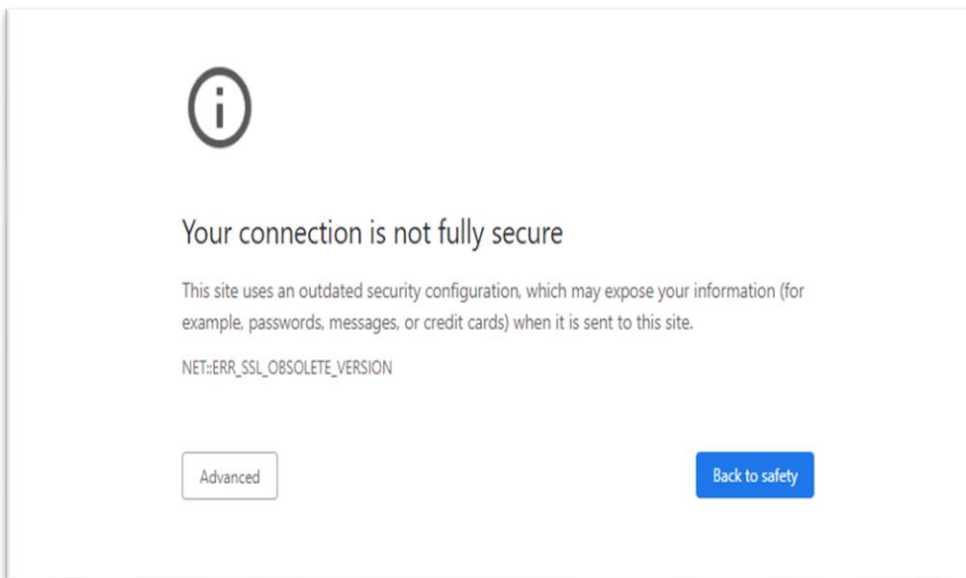 Your connection is not fully secure
This site uses an outdated security configuration, which may expose your information (for
example, passwords, messages, or credit cards) when it is sent to this site.
NET::ERR_SSL_OBSOLETE_VERSION
Advanced
Back to safety